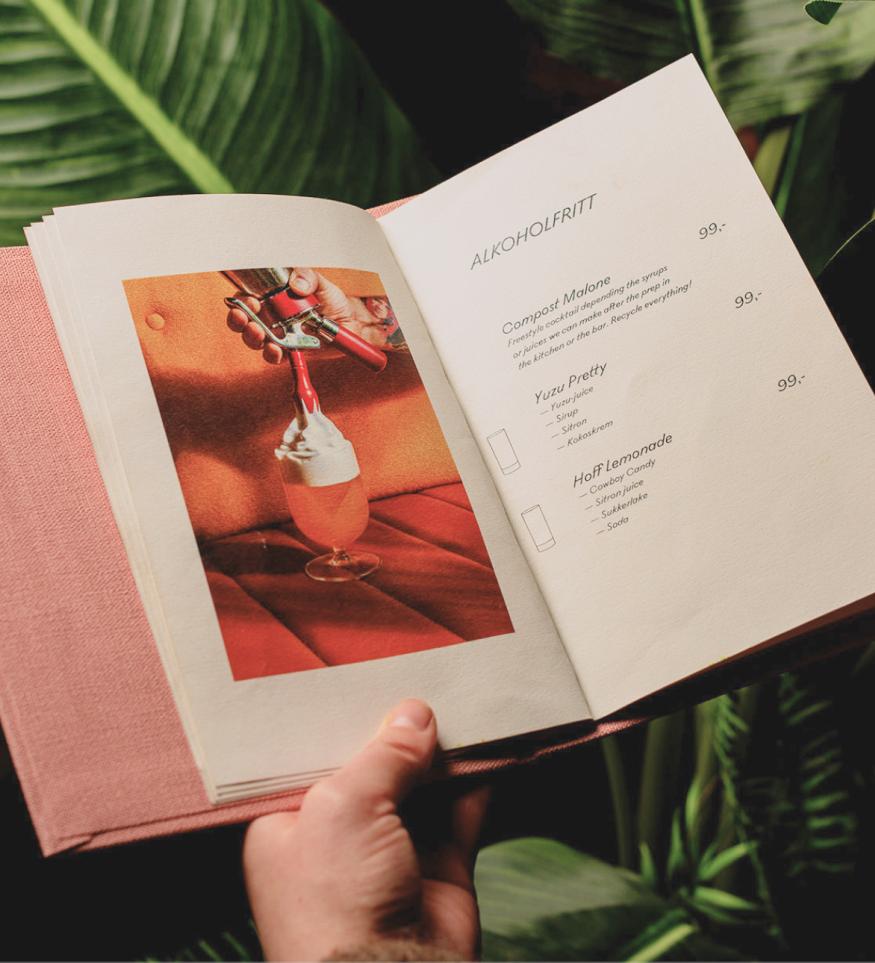 ALKOHOLFRITT
Compost Malone 99,-
Freestyle cocktail depending the syrups
or juices we can make after the prep in
the kitchen or the bar. Recycle everything!
Yuzu Pretty 99,-
— Yuzu-juice
— Sirup
— Sitron
— Kokoskrem
Hoff Lemonade 99,-
— Cowboy Candy
— Sitron juice
— Sukkerlake
— Soda